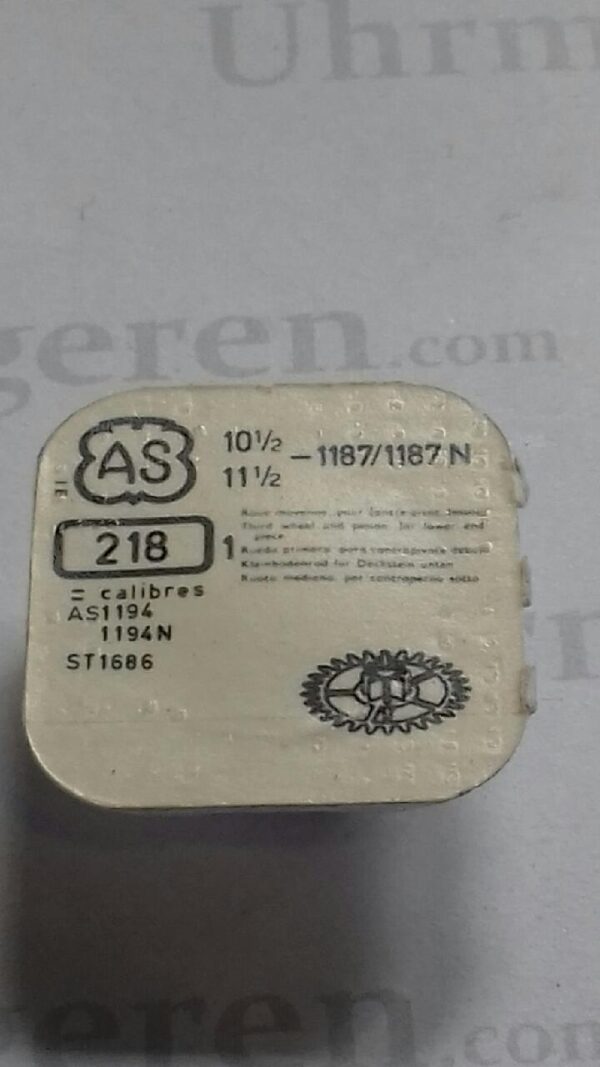 Uhrm
geren.com
AS 10½ 11½ — 1187/1187 N
218 1
Third wheel and pinion for lower end
piece
Kleinbodenrad für Deckstein unten
= calibres
AS1194
1194N
ST1686
geren.com